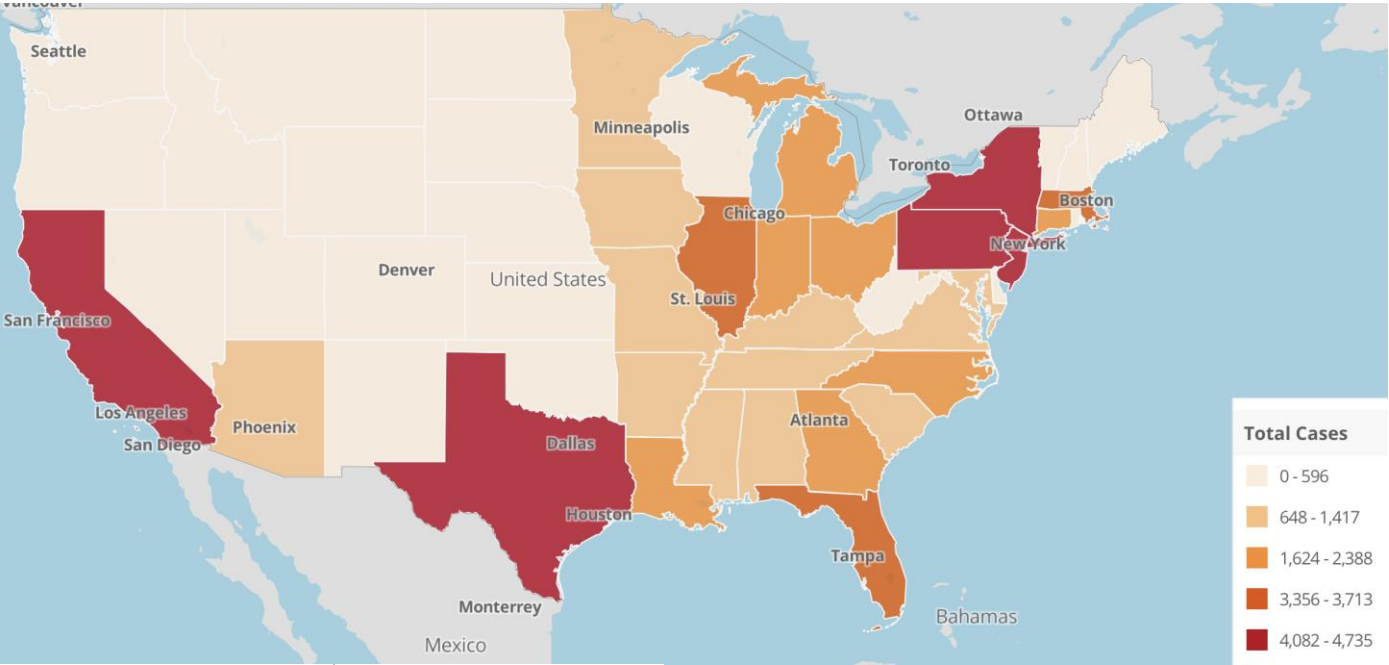 Vancouver
Seattle
Ottawa
Minneapolis
Toronto
Boston
Chicago
New York
Denver
United States
St. Louis
San Francisco
Los Angeles
Phoenix
Atlanta
San Diego
Dallas
Houston
Tampa
Monterrey
Bahamas
Mexico
Total Cases
0 - 596
648 - 1,417
1,624 - 2,388
3,356 - 3,713
4,082 - 4,735